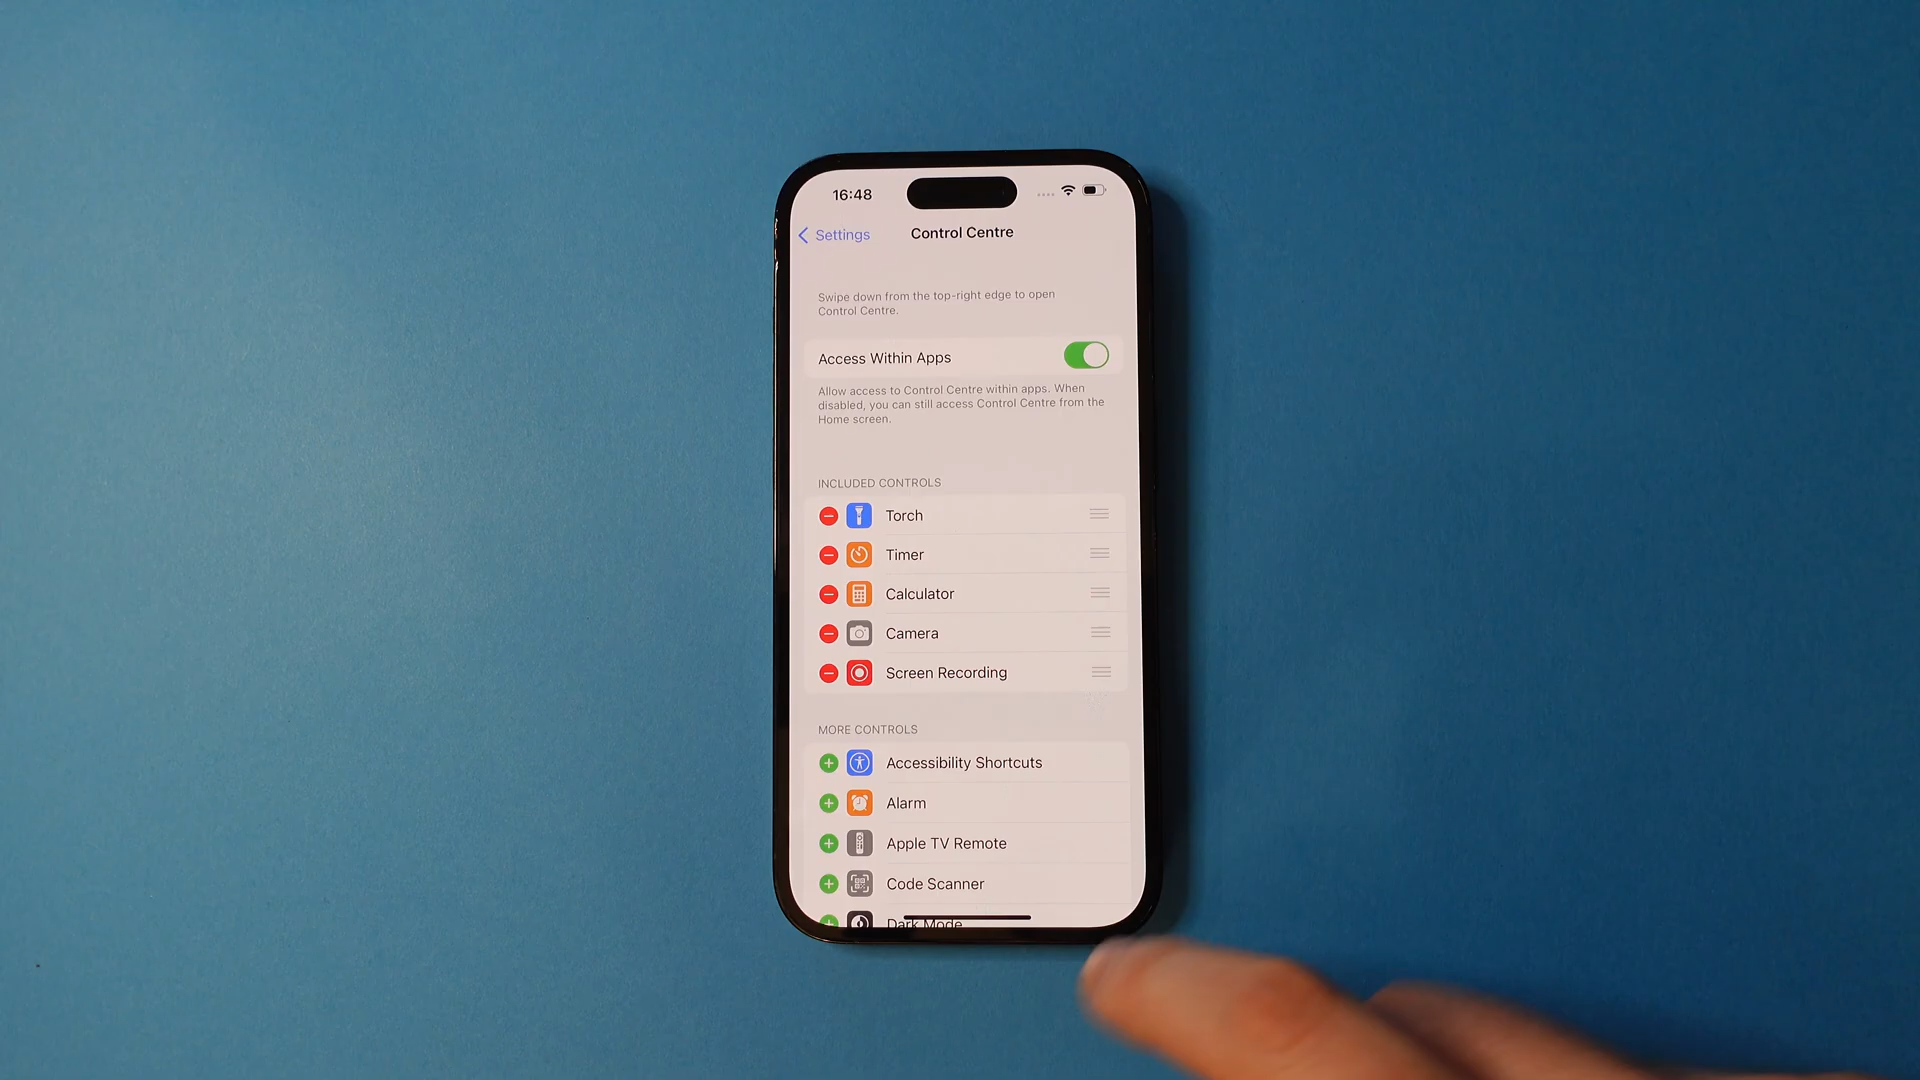 16:48
Settings
Control Centre
Swipe down from the top-right edge to open
Control Centre.
Access Within Apps
Allow access to Control Centre within apps. When
disabled, you can still access Control Centre from the
Home screen.
INCLUDED CONTROLS
Torch
Timer
Calculator
Camera
Screen Recording
MORE CONTROLS
Accessibility Shortcuts
Alarm
Apple TV Remote
Code Scanner
Dark Mode